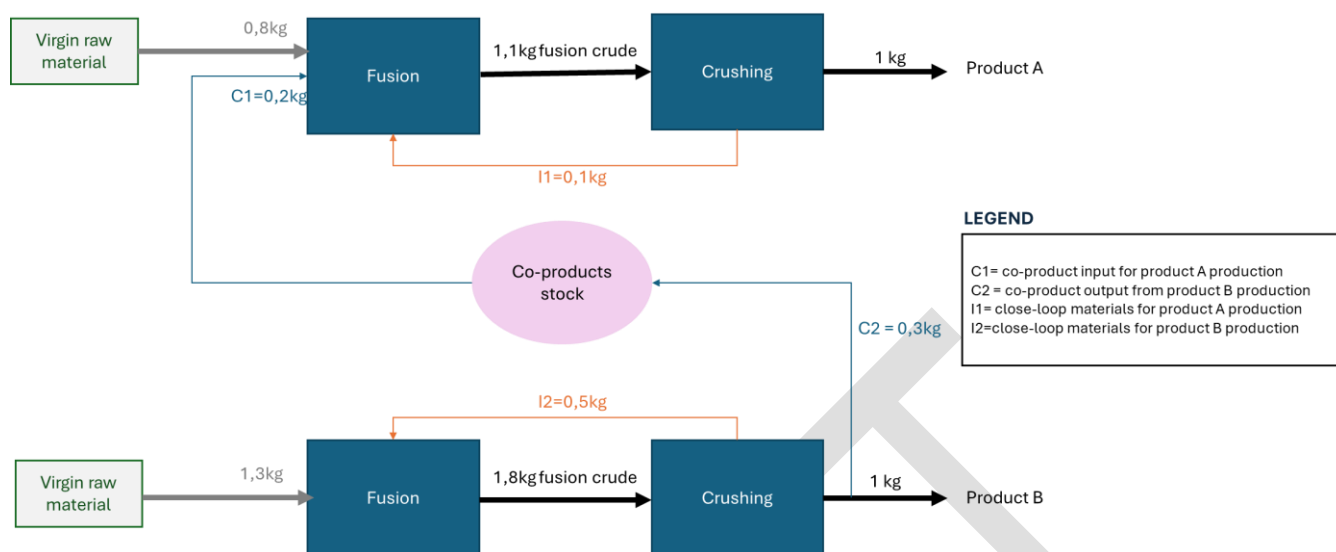 Virgin raw
material
0,8kg
C1=0,2kg
Fusion
1,1kg fusion crude
Crushing
1 kg
Product A
I1=0,1kg
Co-products
stock
C2 = 0,3kg
LEGEND
C1= co-product input for product A production
C2 = co-product output from product B production
I1= close-loop materials for product A production
I2=close-loop materials for product B production
I2=0,5kg
Virgin raw
material
1,3kg
Fusion
1,8kg fusion crude
Crushing
1 kg
Product B